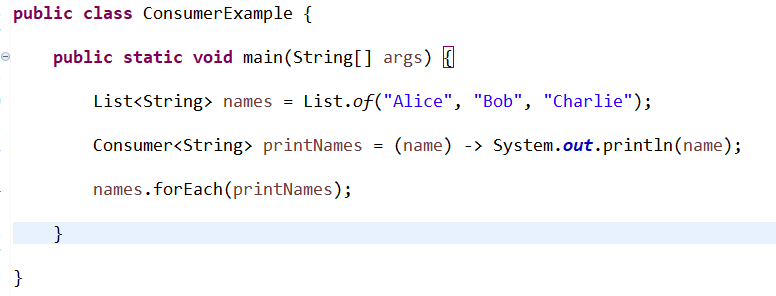 public class ConsumerExample {
public static void main(String[] args) {
List<String> names = List.of("Alice", "Bob", "Charlie");
Consumer<String> printNames = (name) -> System.out.println(name);
names.forEach(printNames);
}
}